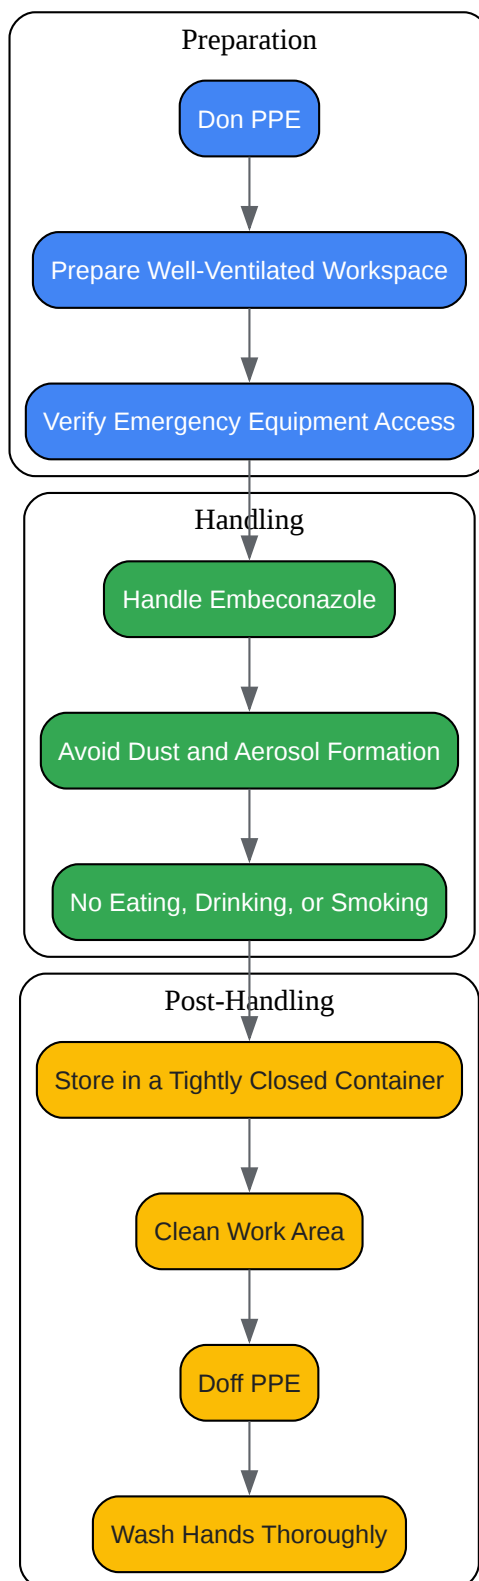 Preparation
Don PPE
Prepare Well-Ventilated Workspace
Verify Emergency Equipment Access
Handling
Handle Embeconazole
Avoid Dust and Aerosol Formation
No Eating, Drinking, or Smoking
Post-Handling
Store in a Tightly Closed Container
Clean Work Area
Doff PPE
Wash Hands Thoroughly